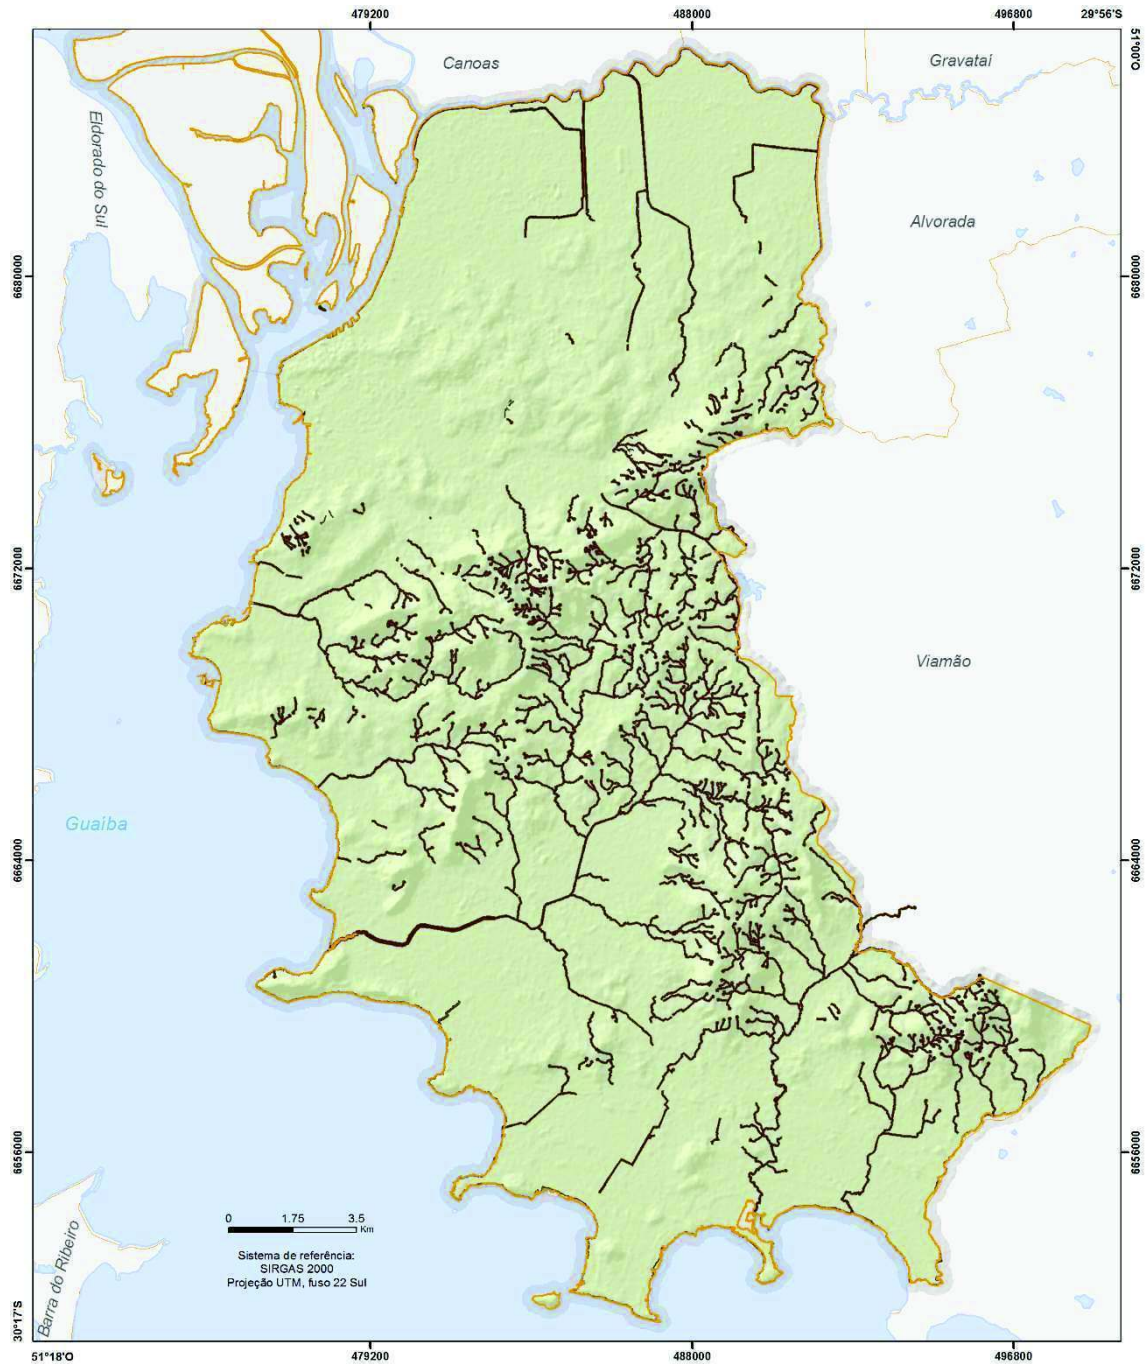 479200
488000
496800
29°56'S
51°00'O
Canoas
Gravatai
Eldorado do Sul
Alvorada
6680000
6680000
6672000
6672000
Viamão
Guaiba
6664000
6664000
6656000
6656000
0 1.75 3.5
Km
Sistema de referência:
SIRGAS 2000
Projeção UTM, fuso 22 Sul
Barra do Ribeiro
30°17'S
51°18'O
479200
488000
496800